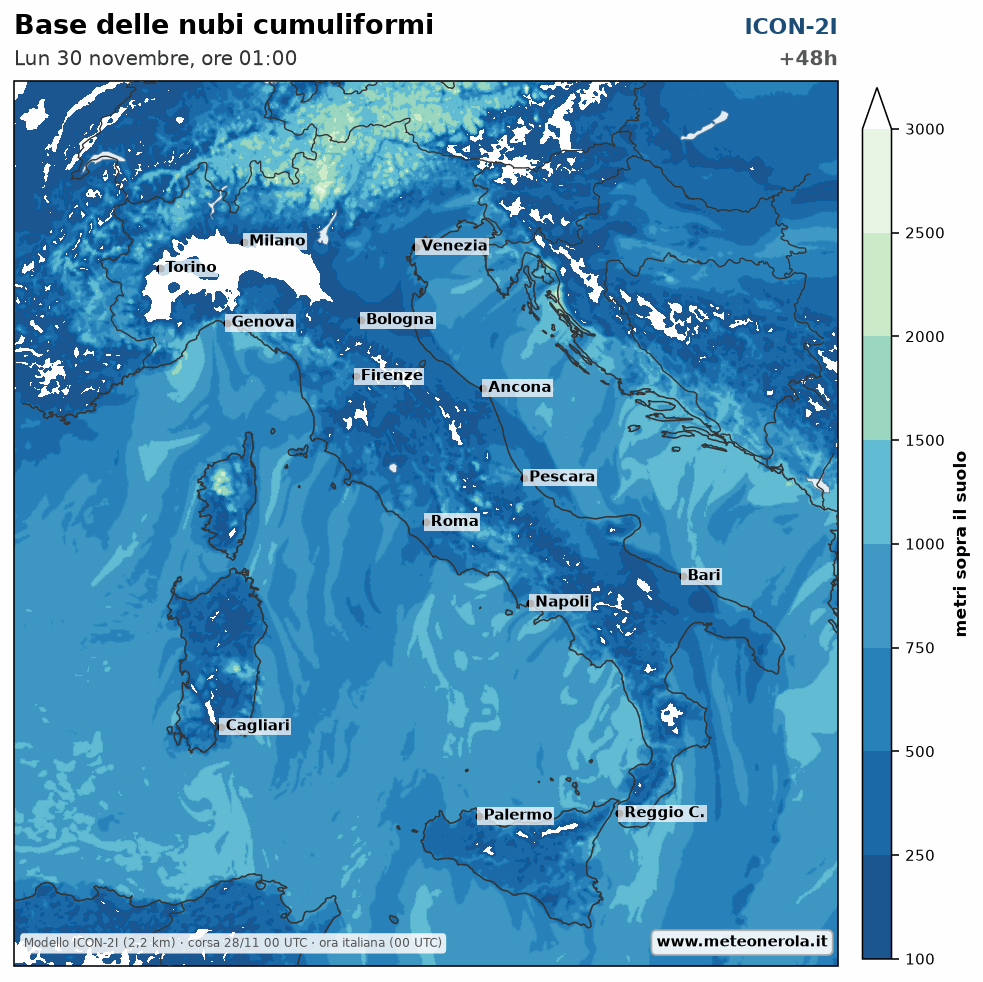 Base delle nubi cumuliformi
ICON-2I
Lun 30 novembre, ore 01:00
+48h
Milano
Venezia
Torino
Genova
Bologna
Firenze
Ancona
Pescara
Roma
Bari
Napoli
Cagliari
Palermo
Reggio C.
3000
2500
2000
1500
1000
750
500
250
100
metri sopra il suolo
Modello ICON-2I (2,2 km) · corsa 28/11 00 UTC · ora italiana (00 UTC)
www.meteonerola.it